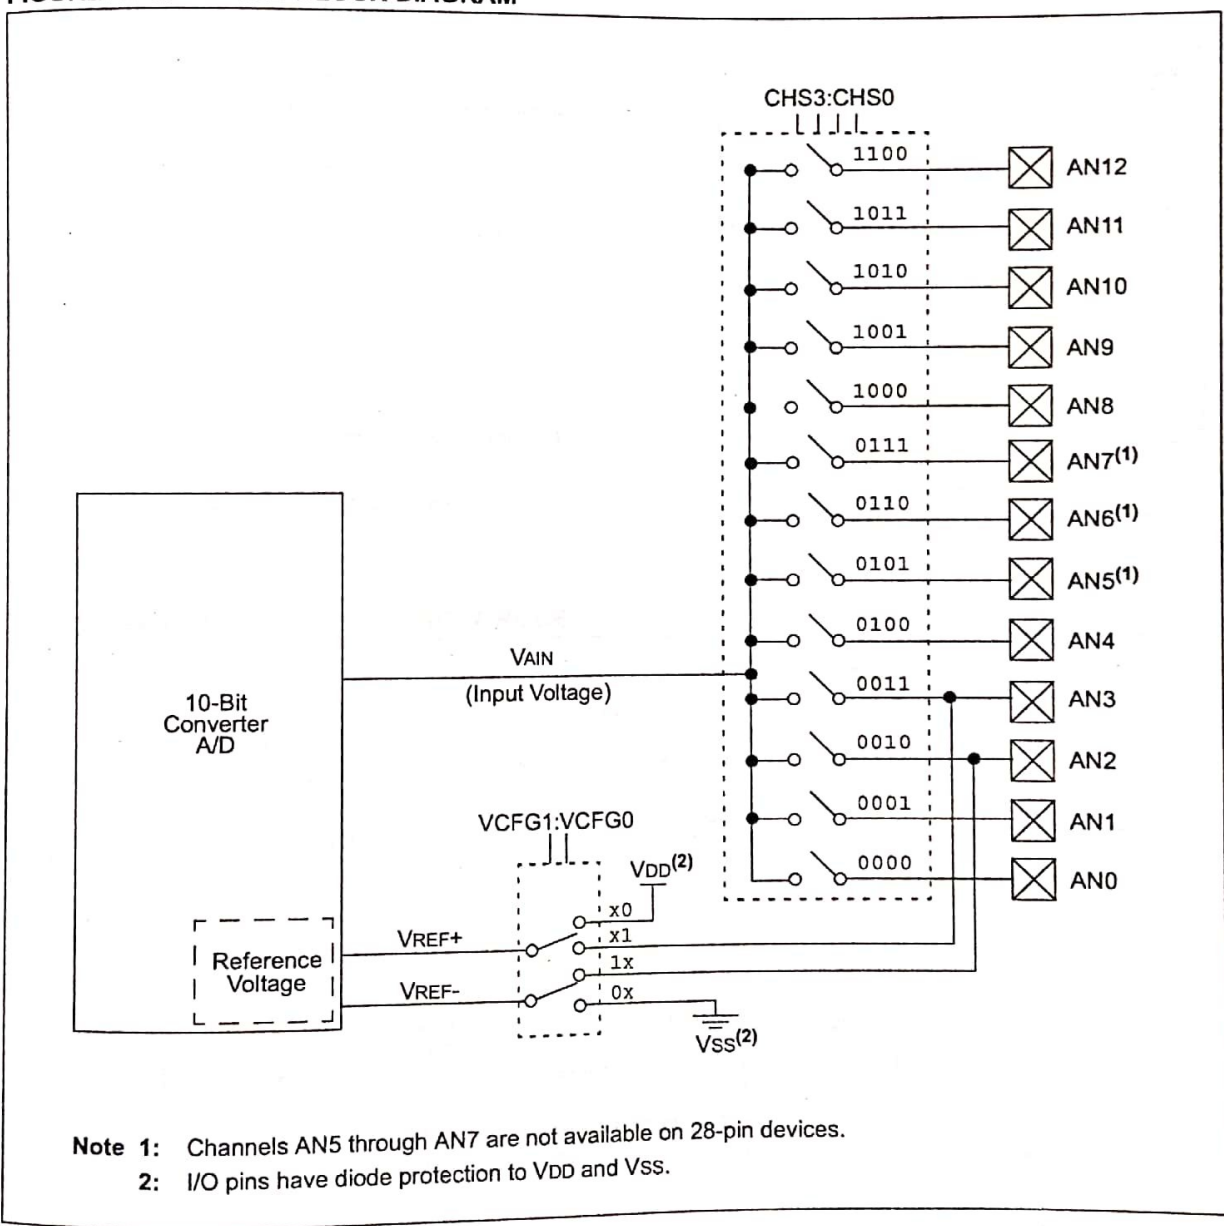 CHS3:CHS0
1100 AN12
1011 AN11
1010 AN10
1001 AN9
1000 AN8
0111 AN7(1)
0110 AN6(1)
0101 AN5(1)
0100 AN4
VAIN
(Input Voltage)
0011 AN3
10-Bit
Converter
A/D
0010 AN2
0001 AN1
VCFG1:VCFG0
0000 AN0
VDD(2)
x0
VREF+
x1
Reference
Voltage
1x
VREF-
0x
VSS(2)
Note 1: Channels AN5 through AN7 are not available on 28-pin devices.
2: I/O pins have diode protection to VDD and VSS.